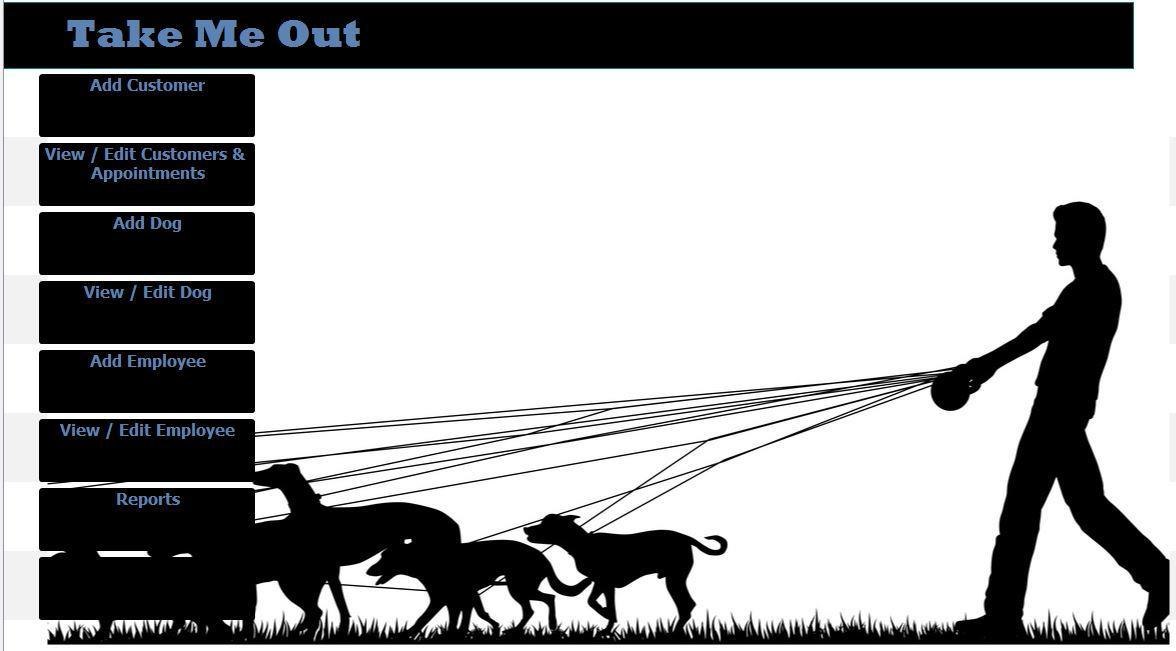 Take Me Out
Add Customer
View / Edit Customers &
Appointments
Add Dog
View / Edit Dog
Add Employee
View / Edit Employee
Reports